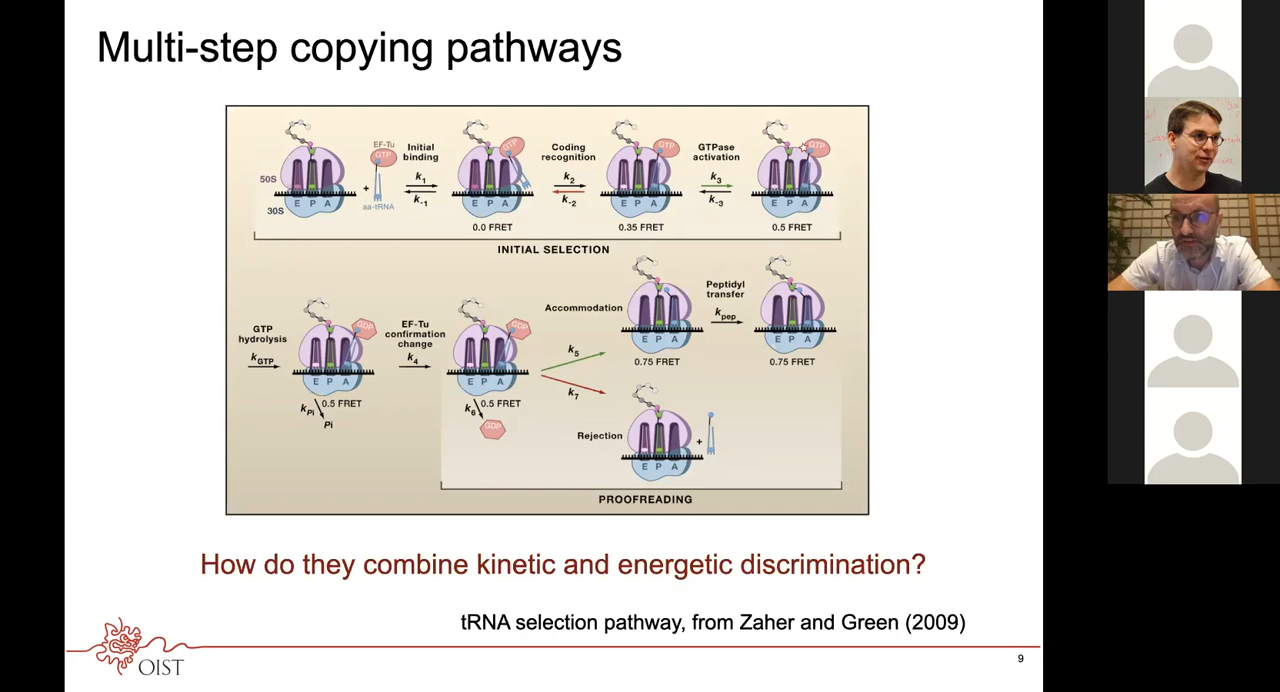 Multi-step copying pathways
50S
30S
E P A
+
EF-Tu
GTP
aa-tRNA
Initial
binding
k1
k-1
GTP
E P A
0.0 FRET
Coding
recognition
k2
k-2
GTP
E P A
0.35 FRET
GTPase
activation
k3
k-3
GTP
E P A
0.5 FRET
INITIAL SELECTION
GTP
hydrolysis
kGTP
GDP
E P A
0.5 FRET
kPi
Pi
EF-Tu
confirmation
change
k4
GDP
E P A
0.5 FRET
k6
GDP
k5
k7
Accommodation
E P A
0.75 FRET
Peptidyl
transfer
kpep
E P A
0.75 FRET
Rejection
E P A
+
PROOFREADING
How do they combine kinetic and energetic discrimination?
tRNA selection pathway, from Zaher and Green (2009)
OIST
9